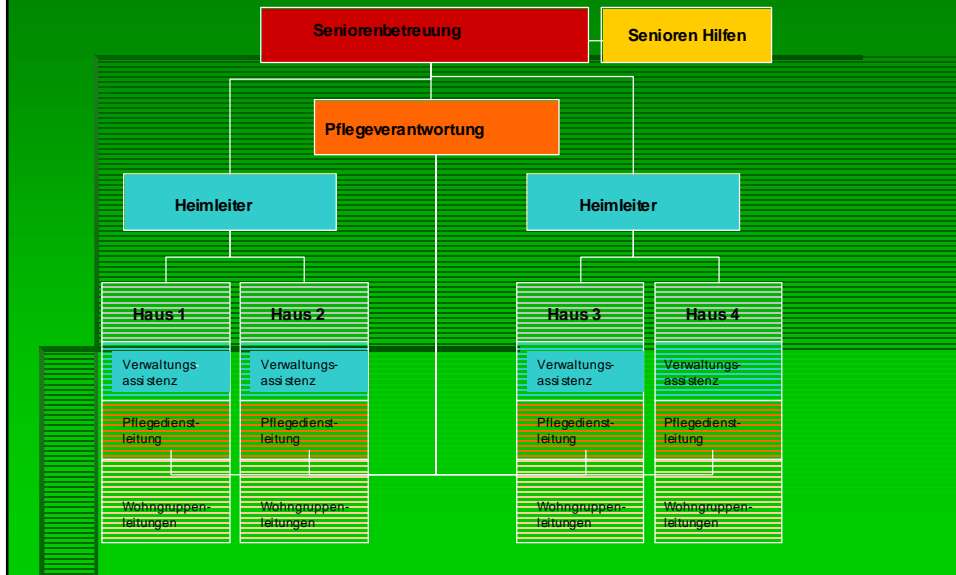 Seniorenbetreuung
Senioren Hilfen
Pflegeverantwortung
Heimleiter
Heimleiter
Haus 1
Haus 2
Haus 3
Haus 4
Verwaltungs-
assistenz
Verwaltungs-
assistenz
Verwaltungs-
assistenz
Verwaltungs-
assistenz
Pflegedienst-
leitung
Pflegedienst-
leitung
Pflegedienst-
leitung
Pflegedienst-
leitung
Wohngruppen-
leitungen
Wohngruppen-
leitungen
Wohngruppen-
leitungen
Wohngruppen-
leitungen